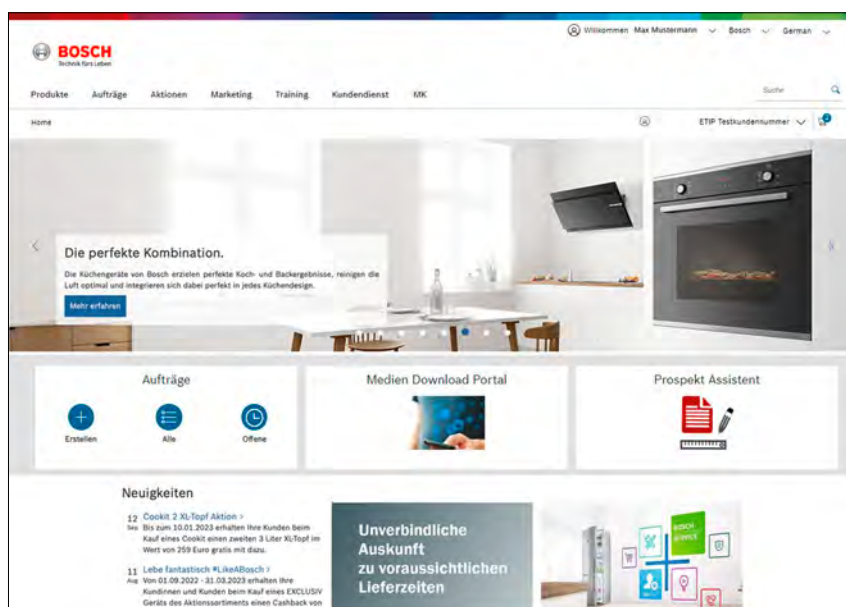 Willkommen Max Mustermann Bosch German
BOSCH
Technik fürs Leben
Produkte Aufträge Aktionen Marketing Training Kundendienst MK
Suche
Home
ETIP Testkundennummer
2
Die perfekte Kombination.
Die Küchengeräte von Bosch erzielen perfekte Koch- und Backergebnisse, reinigen die
Luft optimal und integrieren sich dabei perfekt in jedes Küchendesign.
Mehr erfahren
Aufträge
Erstellen Alle Offene
Medien Download Portal
Prospekt Assistent
Neuigkeiten
12 Cookit 2 XL-Topf Aktion
Sep Bis zum 10.01.2023 erhalten Ihre Kunden beim
Kauf eines Cookit einen zweiten 3 Liter XL-Topf im
Wert von 259 Euro gratis mit dazu.
11 Lebe fantastisch #LikeABosch
Aug Von 01.09.2022 - 31.03.2023 erhalten Ihre
Kundinnen und Kunden beim Kauf eines EXCLUSIV
Geräts des Aktionssortiments einen Cashback von
Unverbindliche
Auskunft
zu voraussichtlichen
Lieferzeiten
BOSCH
SERVICE